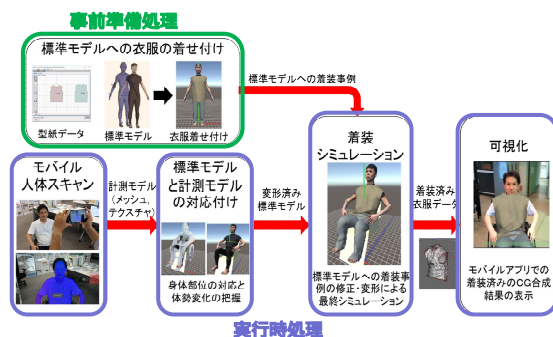 事前準備処理
標準モデルへの衣服の着せ付け
型紙データ
標準モデル
衣服着せ付け
標準モデルへの着装事例
モバイル
人体スキャン
計測モデル
(メッシュ,
テクスチャ)
標準モデル
と計測モデル
の対応付け
身体部位の対応と
体勢変化の把握
変形済み
標準モデル
着装
シミュレーション
標準モデルへの着装事
例の修正・変形による
最終シミュレーション
着装済み
衣服データ
可視化
モバイルアプリでの
着装済みのCG合成
結果の表示
実行時処理